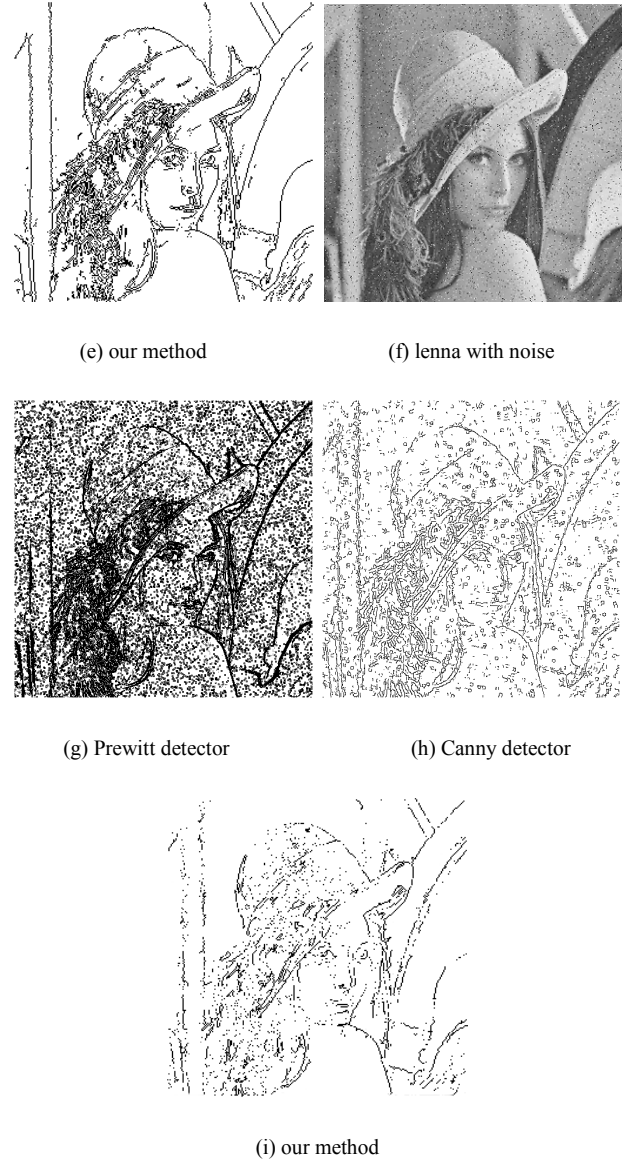 (e) our method
(f) lenna with noise
(g) Prewitt detector
(h) Canny detector
(i) our method